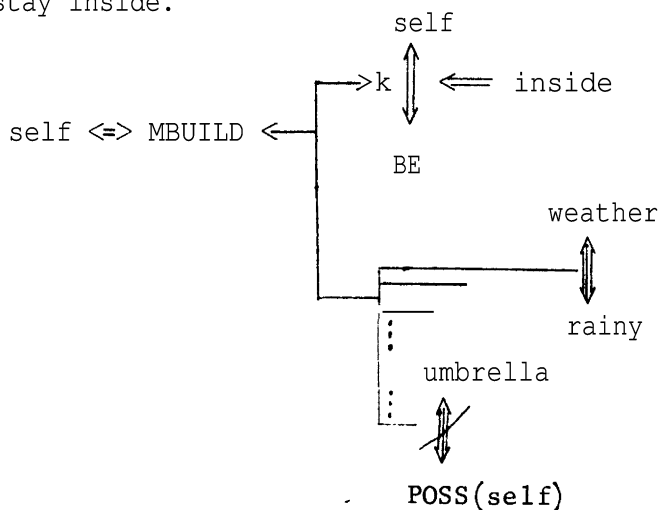 stay inside.
self
k inside
self <=> MBUILD
BE
weather
rainy
umbrella
POSS(self)